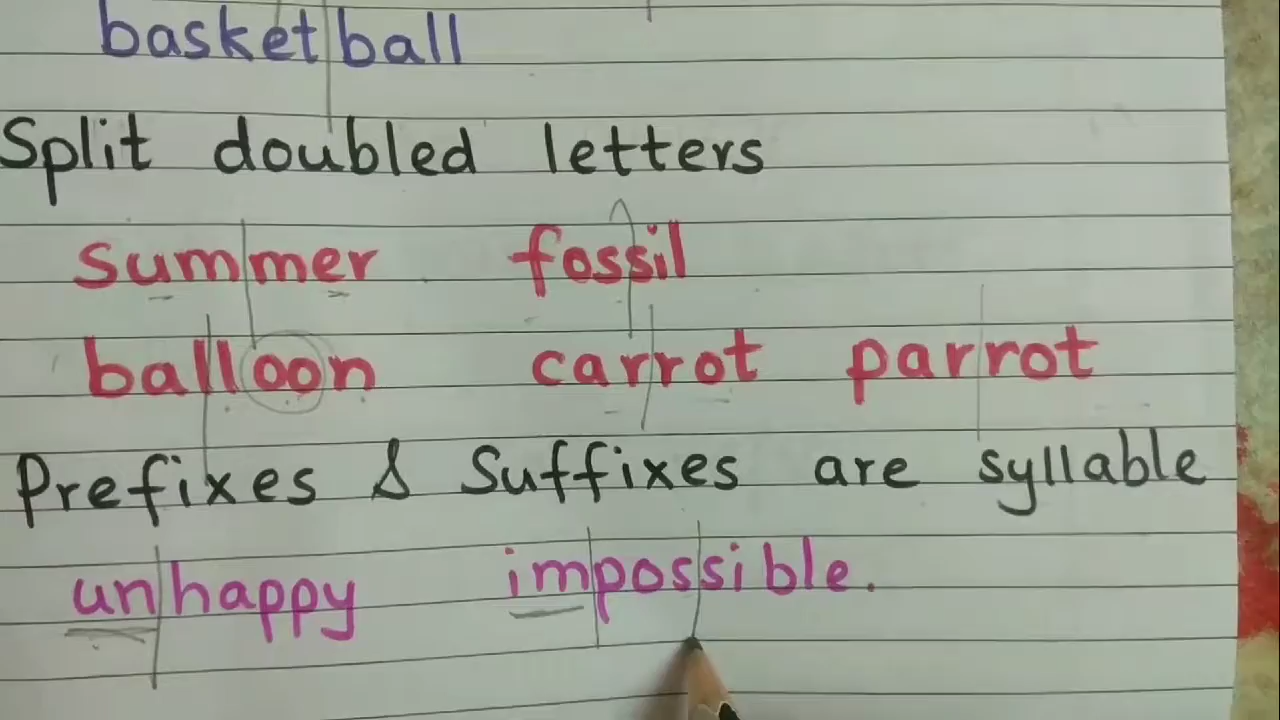 basketball
Split doubled letters
summer fossil
balloon carrot parrot
Prefixes & Suffixes are syllable
unhappy impossible.